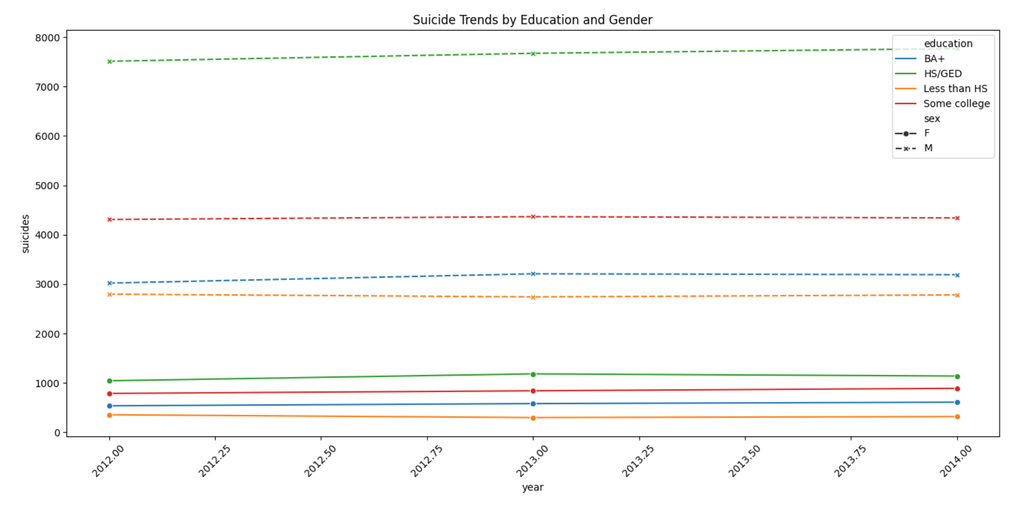 Suicide Trends by Education and Gender
8000
7000
6000
5000
4000
3000
2000
1000
0
suicides
education
BA+
HS/GED
Less than HS
Some college
sex
F
M
2012.00
2012.25
2012.50
2012.75
2013.00
2013.25
2013.50
2013.75
2014.00
year